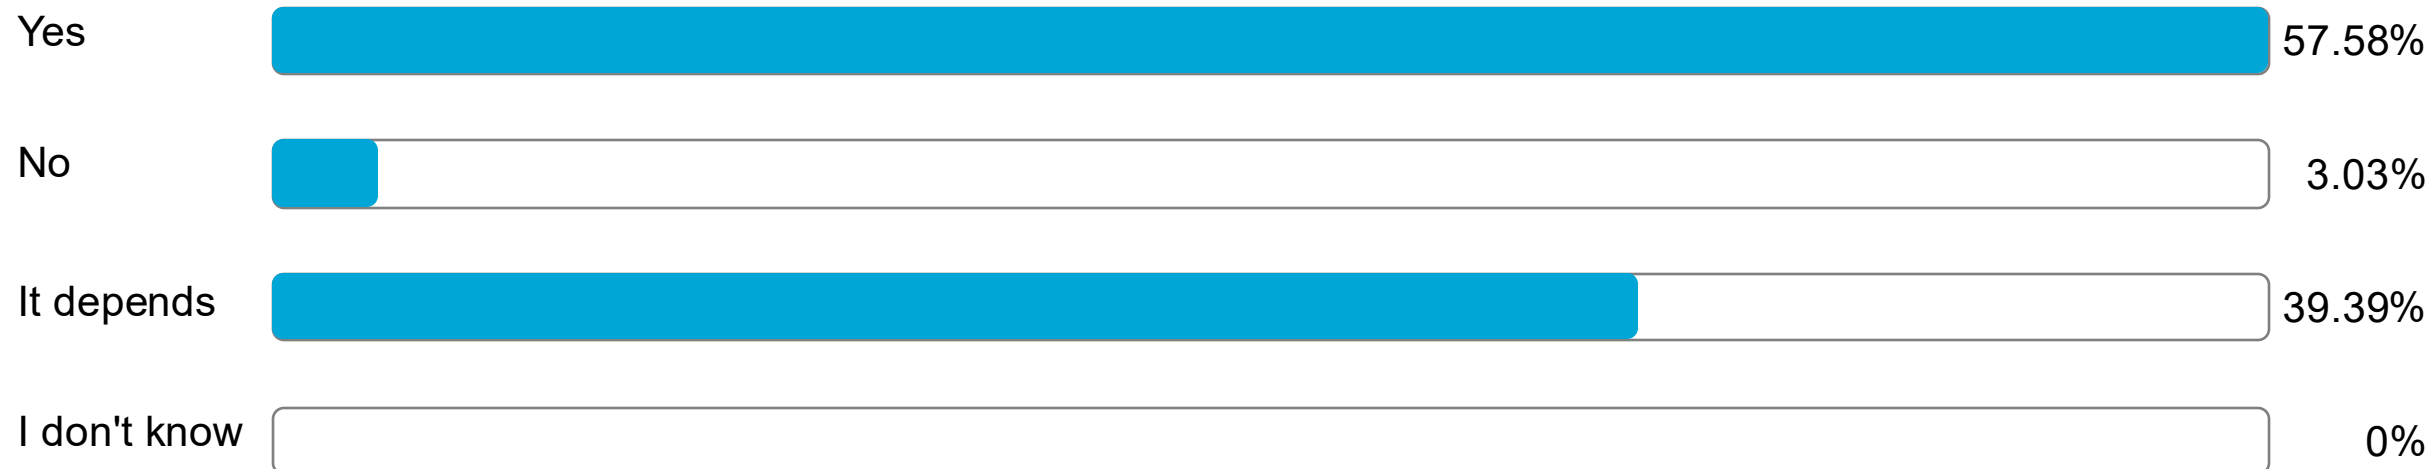 Yes 57.58%
No 3.03%
It depends 39.39%
I don't know 0%